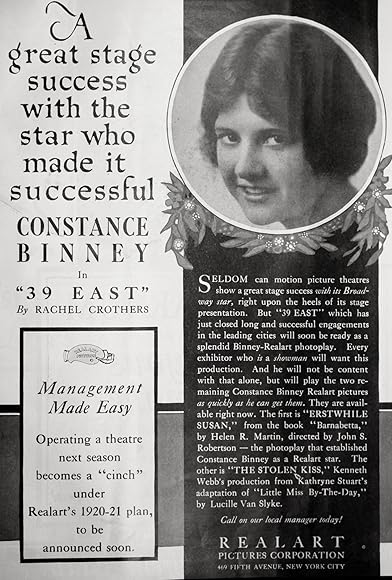 A
great stage
success
with the
star who
made it
successful
CONSTANCE
BINNEY
In
"39 EAST"
By RACHEL CROTHERS
Management
Made Easy
Operating a theatre
next season
becomes a "cinch"
under
Realart's 1920-21 plan,
to be
announced soon.
SELDOM can motion picture theatres
show a great stage success with its Broad-
way star, right upon the heels of its stage
presentation. But "39 EAST" which has
just closed long and successful engagements
in the leading cities will soon be ready as a
splendid Binney-Realart photoplay. Every
exhibitor who is a showman will want this
production. And he will not be content
with that alone, but will play the two re-
maining Constance Binney Realart pictures
as quickly as he can get them. They are avail-
able right now. The first is "ERSTWHILE
SUSAN," from the book "Barnabetta,"
by Helen R. Martin, directed by John S.
Robertson — the photoplay that established
Constance Binney as a Realart star. The
other is "THE STOLEN KISS," Kenneth
Webb's production from Kathryne Stuart's
adaptation of "Little Miss By-The-Day,"
by Lucille Van Slyke.
Call on our local manager today!
REALART
PICTURES CORPORATION
469 FIFTH AVENUE, NEW YORK CITY